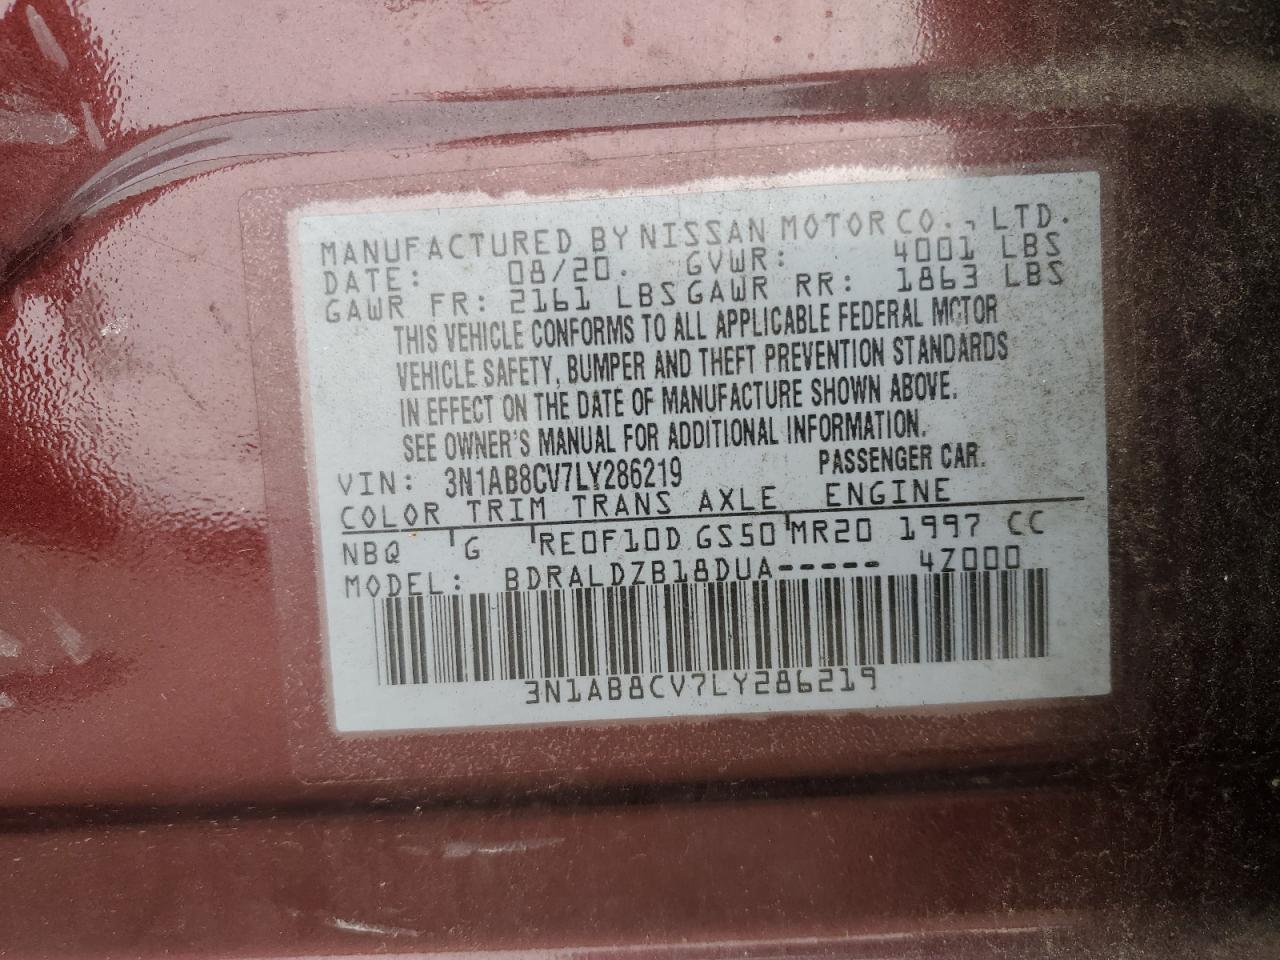 MANUFACTURED BY NISSAN MOTOR CO., LTD.
DATE: 08/20. GVWR: 4001 LBS
GAWR FR: 2161 LBS GAWR RR: 1863 LBS
THIS VEHICLE CONFORMS TO ALL APPLICABLE FEDERAL MOTOR
VEHICLE SAFETY, BUMPER AND THEFT PREVENTION STANDARDS
IN EFFECT ON THE DATE OF MANUFACTURE SHOWN ABOVE.
SEE OWNER'S MANUAL FOR ADDITIONAL INFORMATION.
VIN: 3N1AB8CV7LY286219 PASSENGER CAR.
COLOR TRIM TRANS AXLE ENGINE
NBQ G RE0F10D GS50 MR20 1997 CC
MODEL: BDRALDZB18DUA----- 4Z000
3N1AB8CV7LY286219